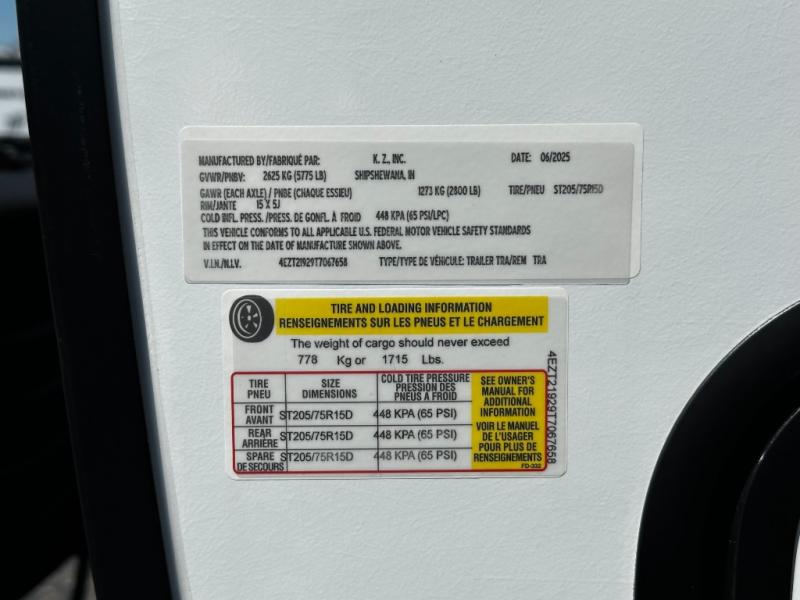 MANUFACTURED BY/FABRIQUÉ PAR: K. Z., INC. DATE: 06/2025
GVWR/PNBV: 2625 KG (5775 LB) SHIPSHEWANA, IN
GAWR (EACH AXLE) / PNBE (CHAQUE ESSIEU) 1273 KG (2800 LB) TIRE/PNEU ST205/75R15D
RIM/JANTE 15 X 5J
COLD INFL. PRESS. /PRESS. DE GONFL. À FROID 448 KPA (65 PSI/LPC)
THIS VEHICLE CONFORMS TO ALL APPLICABLE U.S. FEDERAL MOTOR VEHICLE SAFETY STANDARDS
IN EFFECT ON THE DATE OF MANUFACTURE SHOWN ABOVE.
V.I.N./N.I.V. 4EZT21929T7067658 TYPE/TYPE DE VÉHICULE: TRAILER TRA/REM TRA
TIRE AND LOADING INFORMATION
RENSEIGNEMENTS SUR LES PNEUS ET LE CHARGEMENT
The weight of cargo should never exceed
778 Kg or 1715 Lbs.
TIRE
PNEU
SIZE
DIMENSIONS
COLD TIRE PRESSURE
PRESSION DES
PNEUS A FROID
FRONT
AVANT
ST205/75R15D 448 KPA (65 PSI)
REAR
ARRIÈRE
ST205/75R15D 448 KPA (65 PSI)
SPARE
DE SECOURS
ST205/75R15D 448 KPA (65 PSI)
SEE OWNER'S
MANUAL FOR
ADDITIONAL
INFORMATION
VOIR LE MANUEL
DE L'USAGER
POUR PLUS DE
RENSEIGNEMENTS
FD-332
4EZT21929T7067658